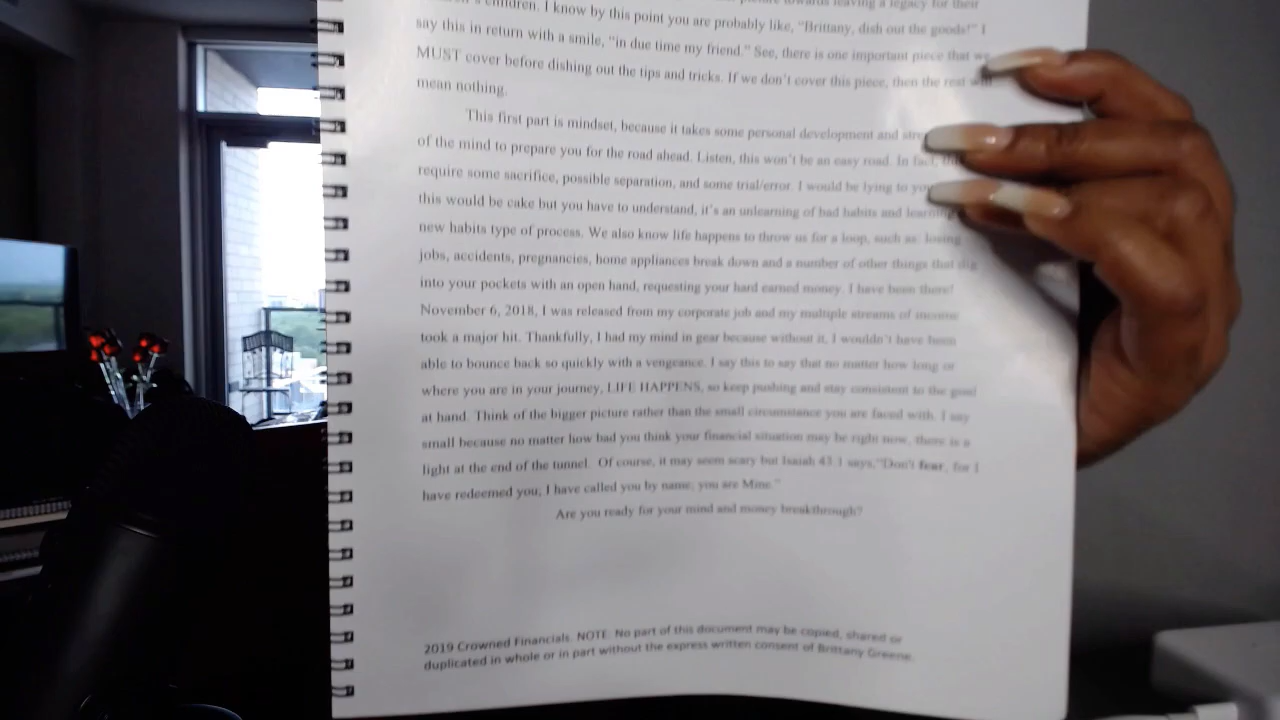 children. I know by this point you are probably like, "Brittany, dish out the goods!" I
say this in return with a smile, "in due time my friend." See, there is one important piece that we
MUST cover before dishing out the tips and tricks. If we don't cover this piece, then the rest will
mean nothing.
This first part is mindset, because it takes some personal development and
of the mind to prepare you for the road ahead. Listen, this won't be an easy road. In fact,
require some sacrifice, possible separation, and some trial/error. I would be lying to you
this would be cake but you have to understand, it's an unlearning of bad habits and learning
new habits type of process. We also know life happens to throw us for a loop, such as: losing
jobs, accidents, pregnancies, home appliances break down and a number of other things that dig
into your pockets with an open hand, requesting your hard earned money. I have been there!
November 6, 2018, I was released from my corporate job and my multiple streams of income
took a major hit. Thankfully, I had my mind in gear because without it, I wouldn't have been
able to bounce back so quickly with a vengeance. I say this to say that no matter how long or
where you are in your journey, LIFE HAPPENS, so keep pushing and stay consistent to the goal
at hand. Think of the bigger picture rather than the small circumstance you are faced with. I say
small because no matter how bad you think your financial situation may be right now, there is a
light at the end of the tunnel. Of course, it may seem scary but Isaiah 43:1 says,"Don't fear, for I
have redeemed you; I have called you by name; you are Mine."
Are you ready for your mind and money breakthrough?
2019 Crowned Financials. NOTE: No part of this document may be copied, shared or
duplicated in whole or in part without the express written consent of Brittany Greene.